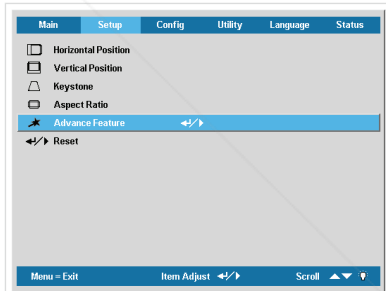 Main Setup Config Utility Language Status
Horizontal Position
Vertical Position
Keystone
Aspect Ratio
Advance Feature
Reset
Menu = Exit Item Adjust Scroll